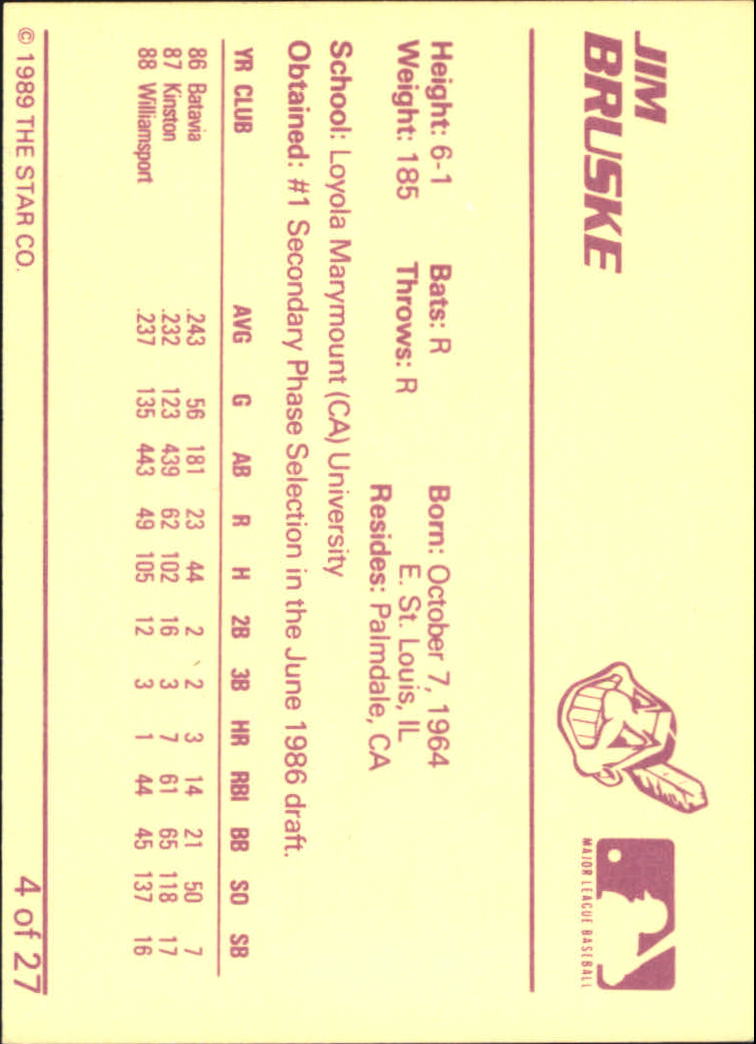 JIM
BRUSKE
MAJOR LEAGUE BASEBALL
Height: 6-1 Bats: R Born: October 7, 1964
Weight: 185 Throws: R E. St. Louis, IL
Resides: Palmdale, CA
School: Loyola Marymount (CA) University
Obtained: #1 Secondary Phase Selection in the June 1986 draft.
YR CLUB AVG G AB R H 2B 3B HR RBI BB SO SB
86 Batavia .243 56 181 23 44 2 2 3 14 21 50 7
87 Kinston .232 123 439 62 102 16 3 7 61 65 118 17
88 Williamsport .237 135 443 49 105 12 3 1 44 45 137 16
© 1989 THE STAR CO. 4 of 27